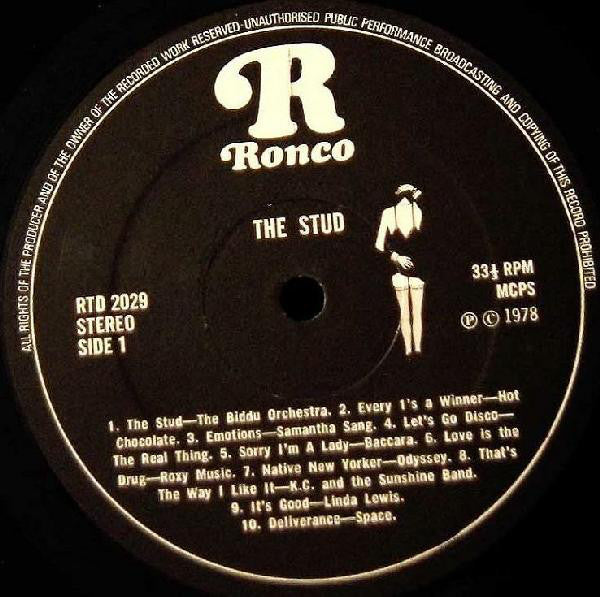 ALL RIGHTS OF THE PRODUCER AND OF THE OWNER OF THE RECORDED WORK RESERVED-UNAUTHORISED PUBLIC PERFORMANCE BROADCASTING AND COPYING OF THIS RECORD PROHIBITED
R
Ronco
THE STUD
RTD 2029
STEREO
SIDE 1
33⅓ RPM
MCPS
℗ © 1978
1. The Stud—The Biddu Orchestra. 2. Every 1's a Winner—Hot
Chocolate. 3. Emotions—Samantha Sang. 4. Let's Go Disco—
The Real Thing. 5. Sorry I'm A Lady—Baccara. 6. Love is the
Drug—Roxy Music. 7. Native New Yorker—Odyssey. 8. That's
The Way I Like It—K.C. and the Sunshine Band.
9. It's Good—Linda Lewis.
10. Deliverance—Space.